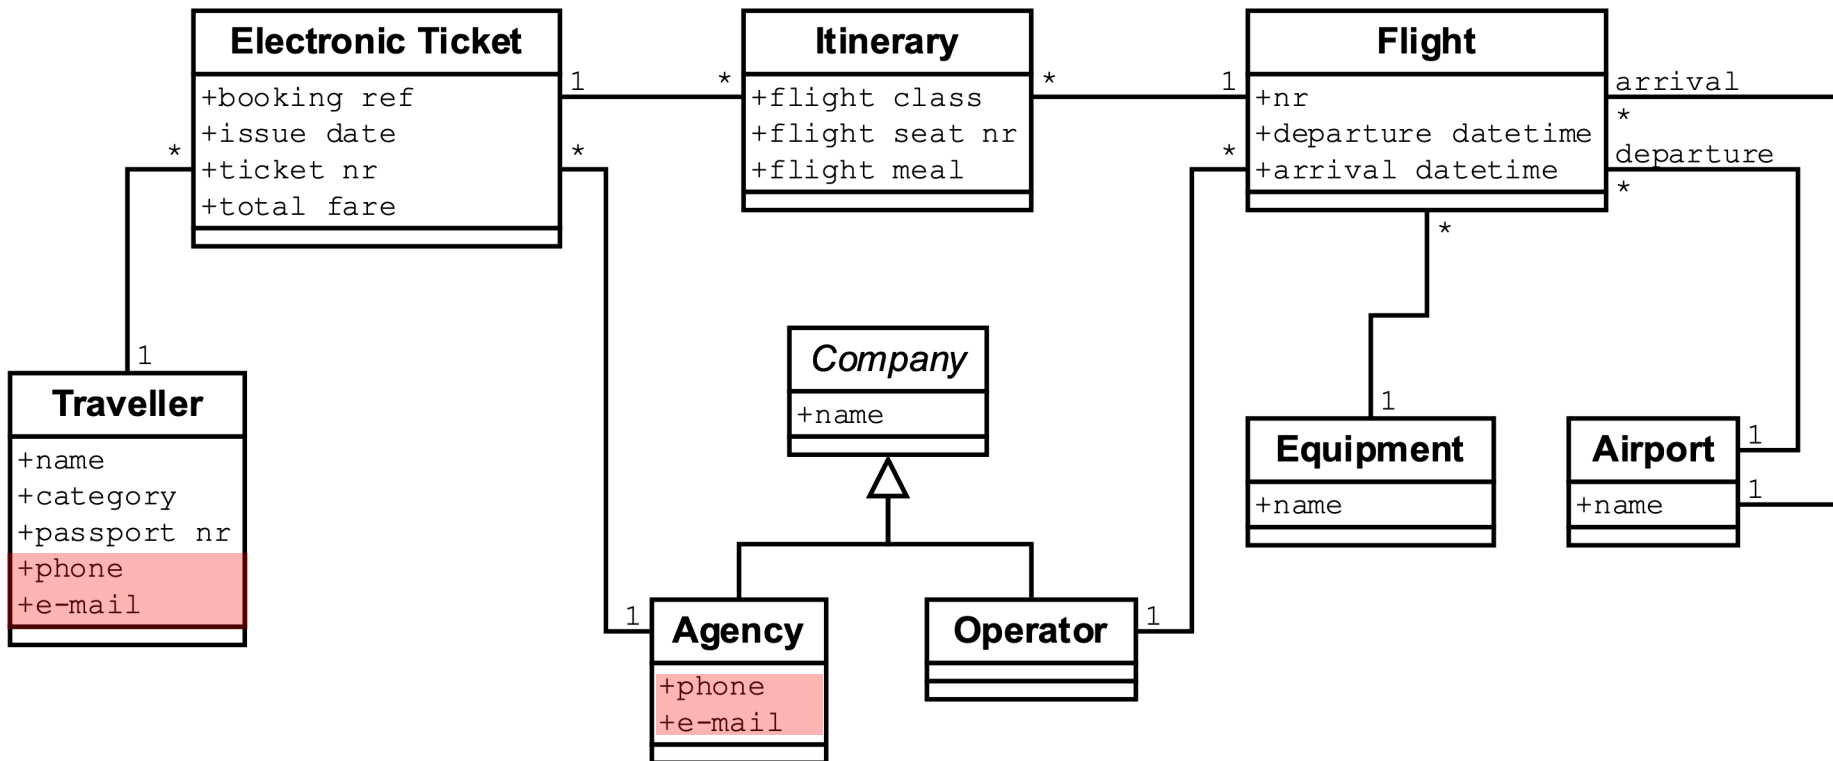 Electronic Ticket
+booking ref
+issue date
+ticket nr
+total fare
1
*
Itinerary
+flight class
+flight seat nr
+flight meal
*
1
Flight
+nr
+departure datetime
+arrival datetime
arrival
*
departure
*
*
*
*
*
1
Traveller
+name
+category
+passport nr
+phone
+e-mail
Company
+name
1
Equipment
+name
Airport
+name
1
1
1
Agency
+phone
+e-mail
Operator
1